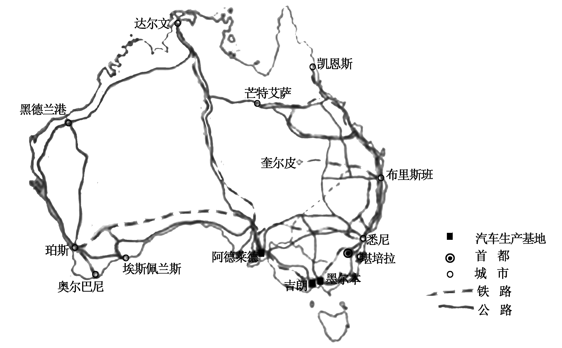 达尔文
凯恩斯
芒特艾萨
黑德兰港
奎尔皮
布里斯班
珀斯
悉尼
阿德莱德
堪培拉
埃斯佩兰斯
奥尔巴尼
吉朗
墨尔本
汽车生产基地
首都
城市
铁路
公路